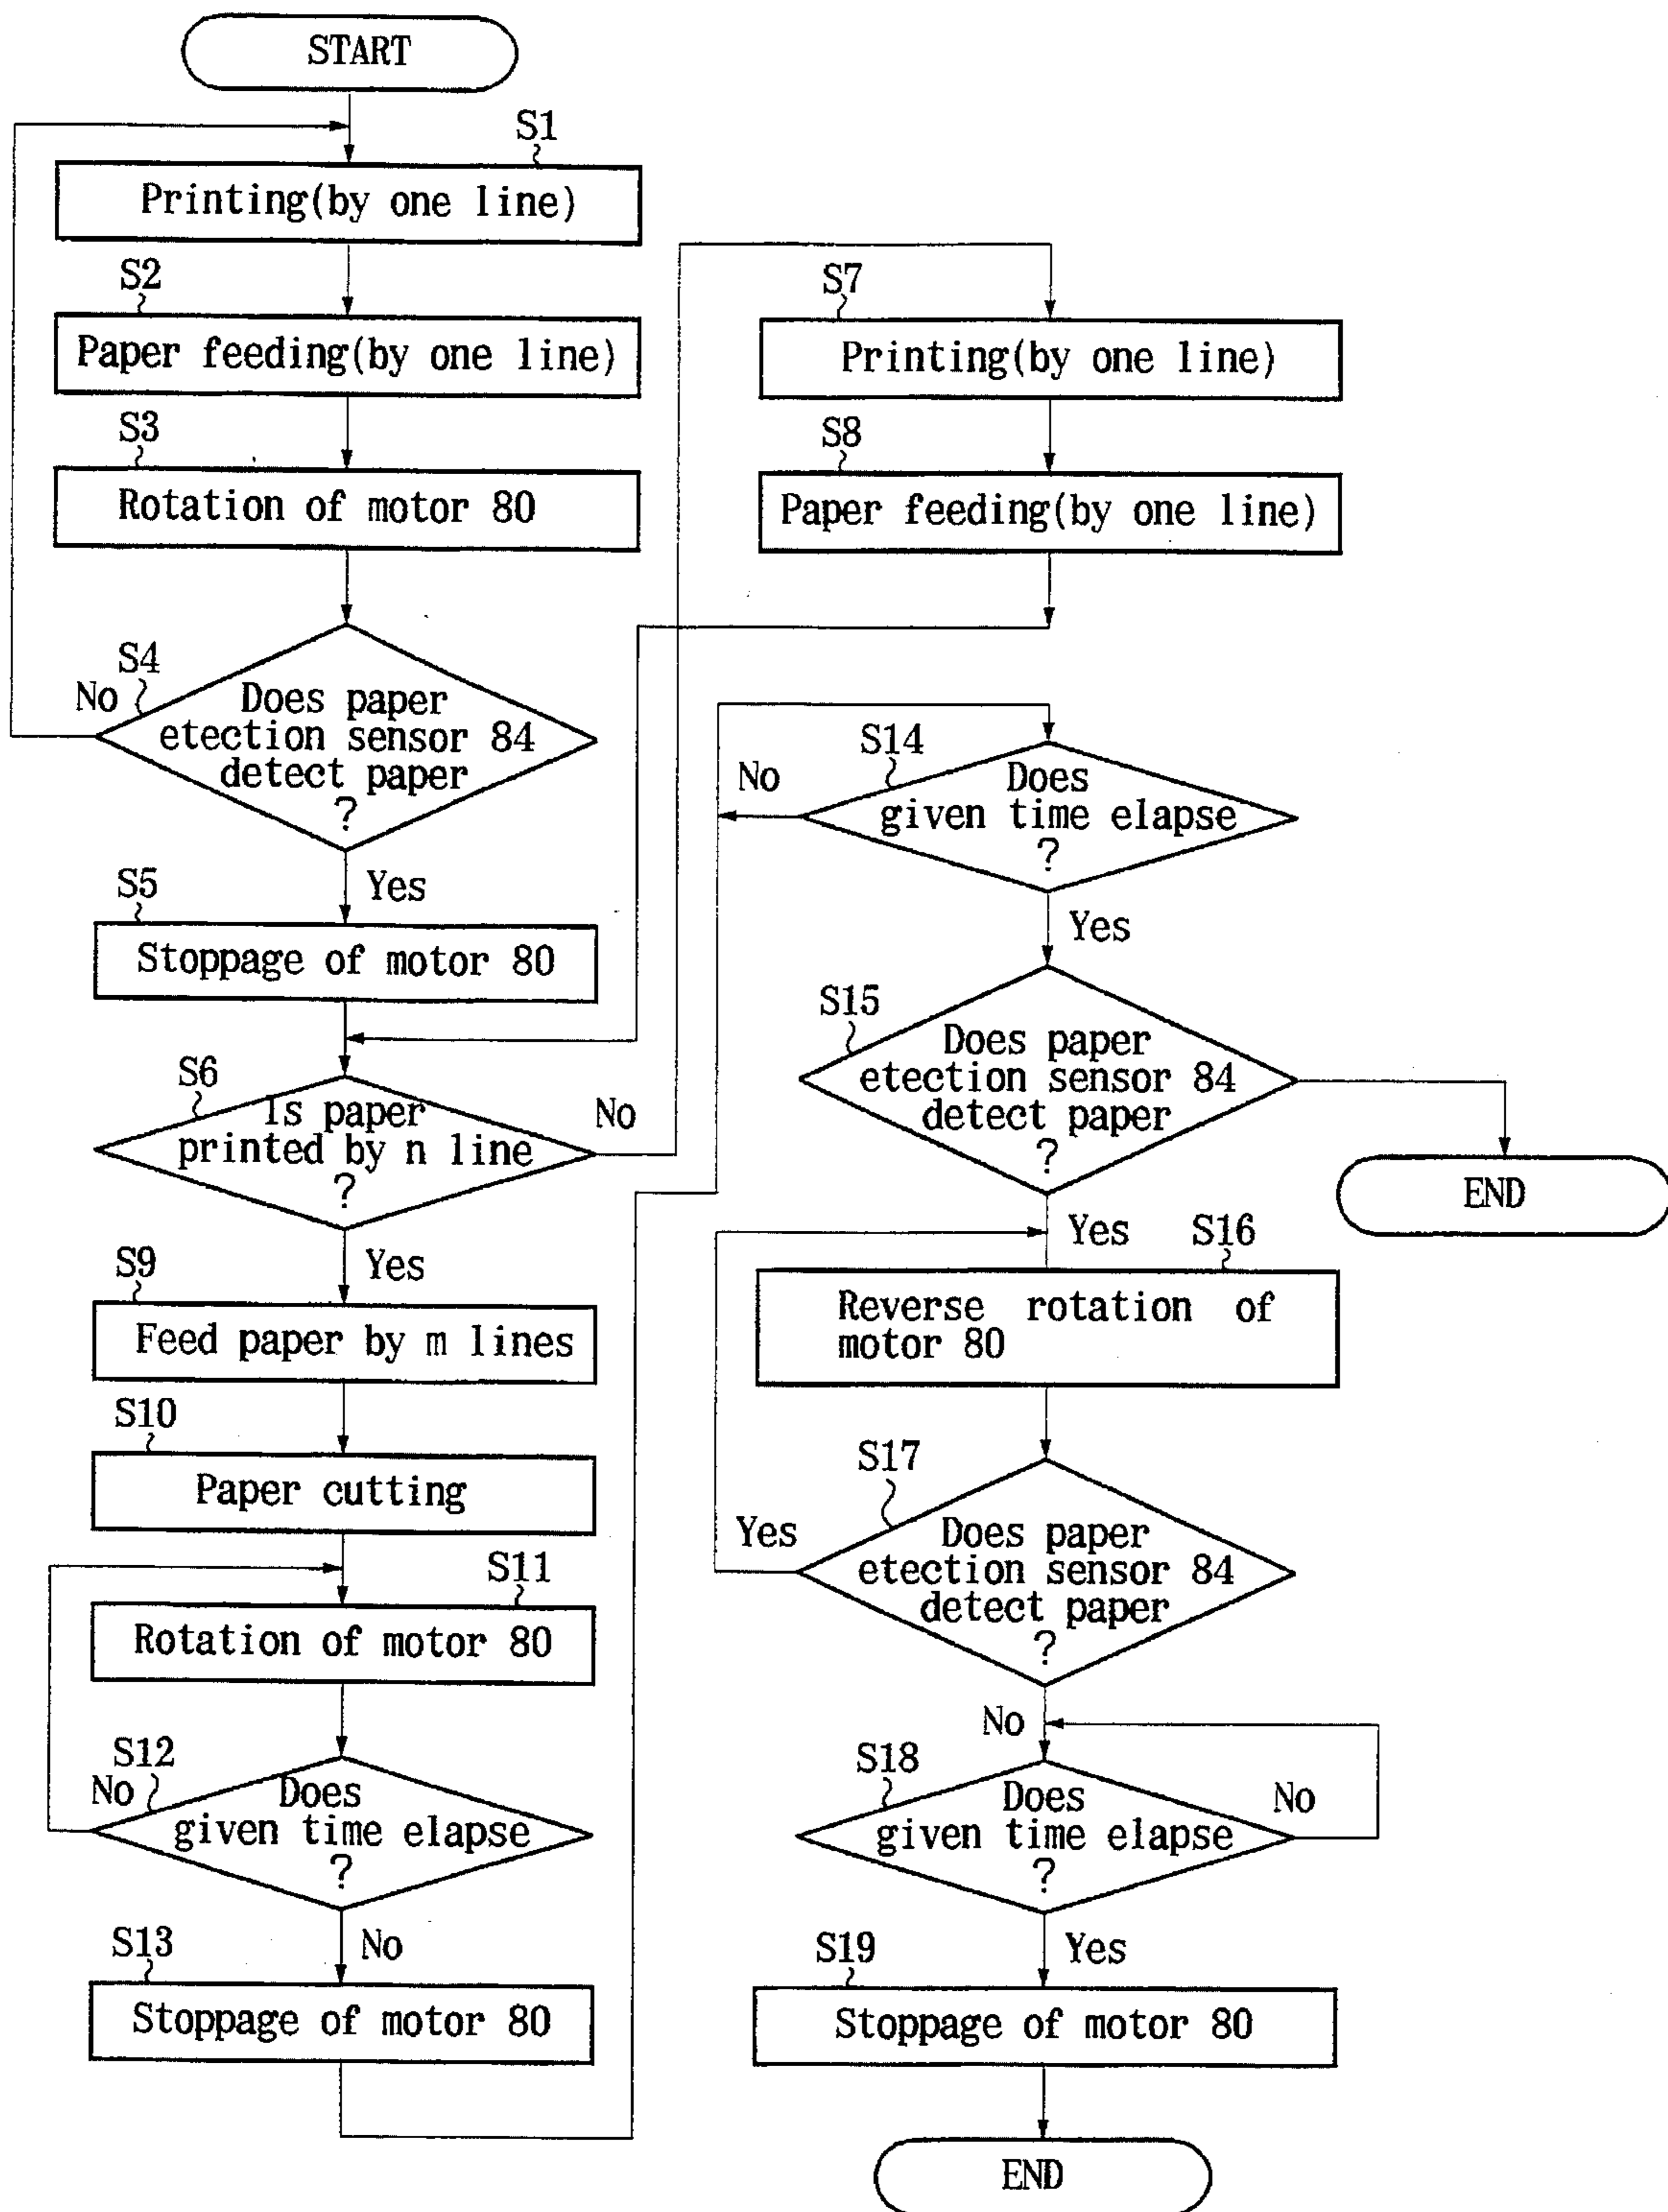 START
S1
Printing(by one line)
S2
Paper feeding(by one line)
S3
Rotation of motor 80
S4
No
Does paper
etection sensor 84
detect paper
?
Yes
S5
Stoppage of motor 80
S6
Is paper
printed by n line
?
No
Yes
S7
Printing(by one line)
S8
Paper feeding(by one line)
S9
Feed paper by m lines
S10
Paper cutting
S11
Rotation of motor 80
S12
No
Does
given time elapse
?
No
S13
Stoppage of motor 80
S14
No
Does
given time elapse
?
Yes
S15
Does paper
etection sensor 84
detect paper
?
END
Yes
S16
Reverse rotation of
motor 80
S17
Yes
Does paper
etection sensor 84
detect paper
?
No
S18
Does
given time elapse
?
No
Yes
S19
Stoppage of motor 80
END